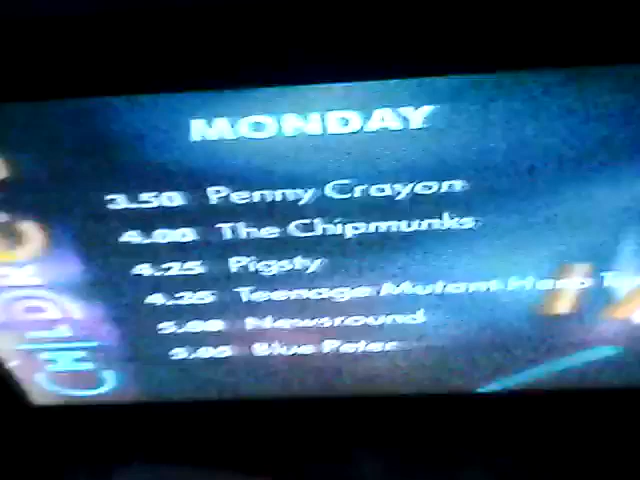 MONDAY
3.50 Penny Crayon
4.00 The Chipmunks
4.25 Pigsty
4.35 Teenage Mutant Hero T
5.00 Newsround
5.05 Blue Peter